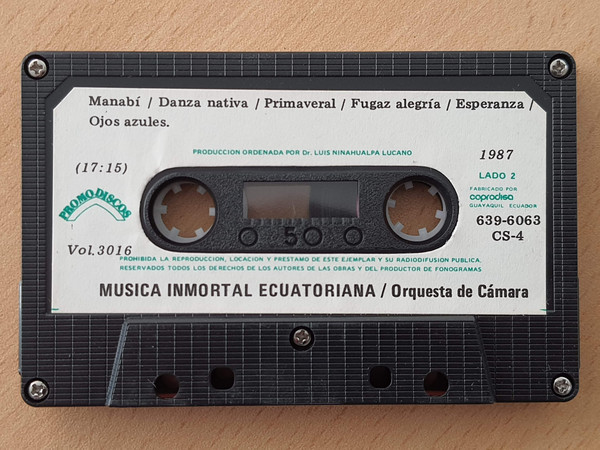 Manabí / Danza nativa / Primaveral / Fugaz alegría / Esperanza /
Ojos azules.
PRODUCCION ORDENADA POR Dr. LUIS NINAHUALPA LUCANO
(17:15)
1987
LADO 2
PROMODISCOS
FABRICADO POR
coprodisa
GUAYAQUIL ECUADOR
639-6063
CS-4
50
Vol.3016
PROHIBIDA LA REPRODUCCION, LOCACION Y PRESTAMO DE ESTE EJEMPLAR Y SU RADIODIFUSION PUBLICA.
RESERVADOS TODOS LOS DERECHOS DE LOS AUTORES DE LAS OBRAS Y DEL PRODUCTOR DE FONOGRAMAS
MUSICA INMORTAL ECUATORIANA / Orquesta de Cámara